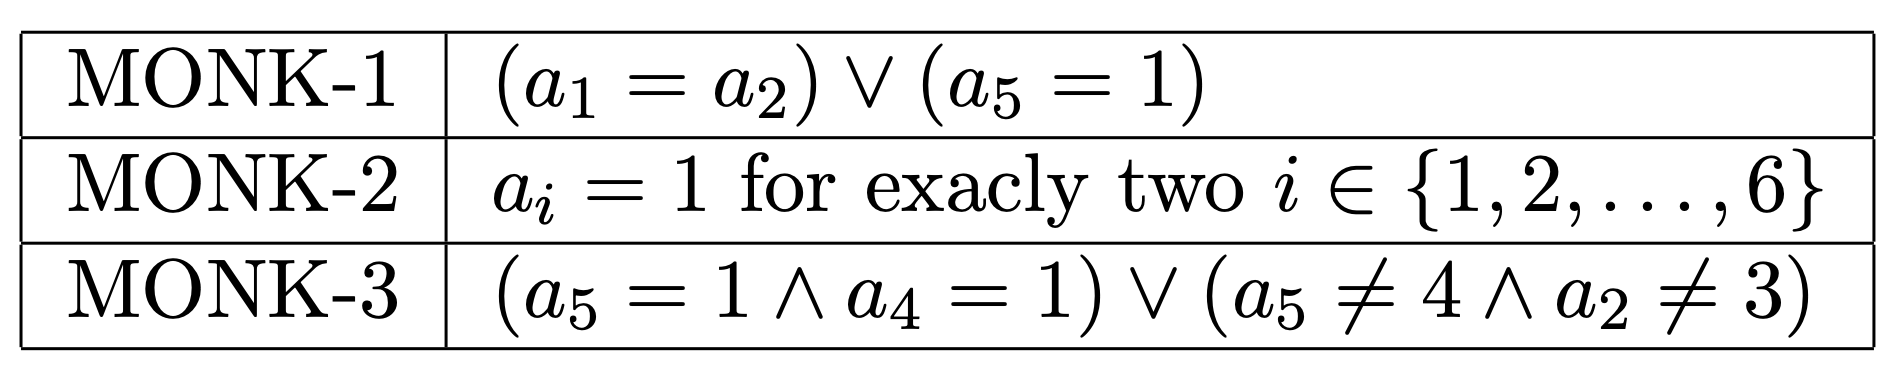 MONK-1 (a₁ = a₂) ∨ (a₅ = 1)
MONK-2 aᵢ = 1 for exacly two i ∈ {1, 2, . . . , 6}
MONK-3 (a₅ = 1 ∧ a₄ = 1) ∨ (a₅ ≠ 4 ∧ a₂ ≠ 3)